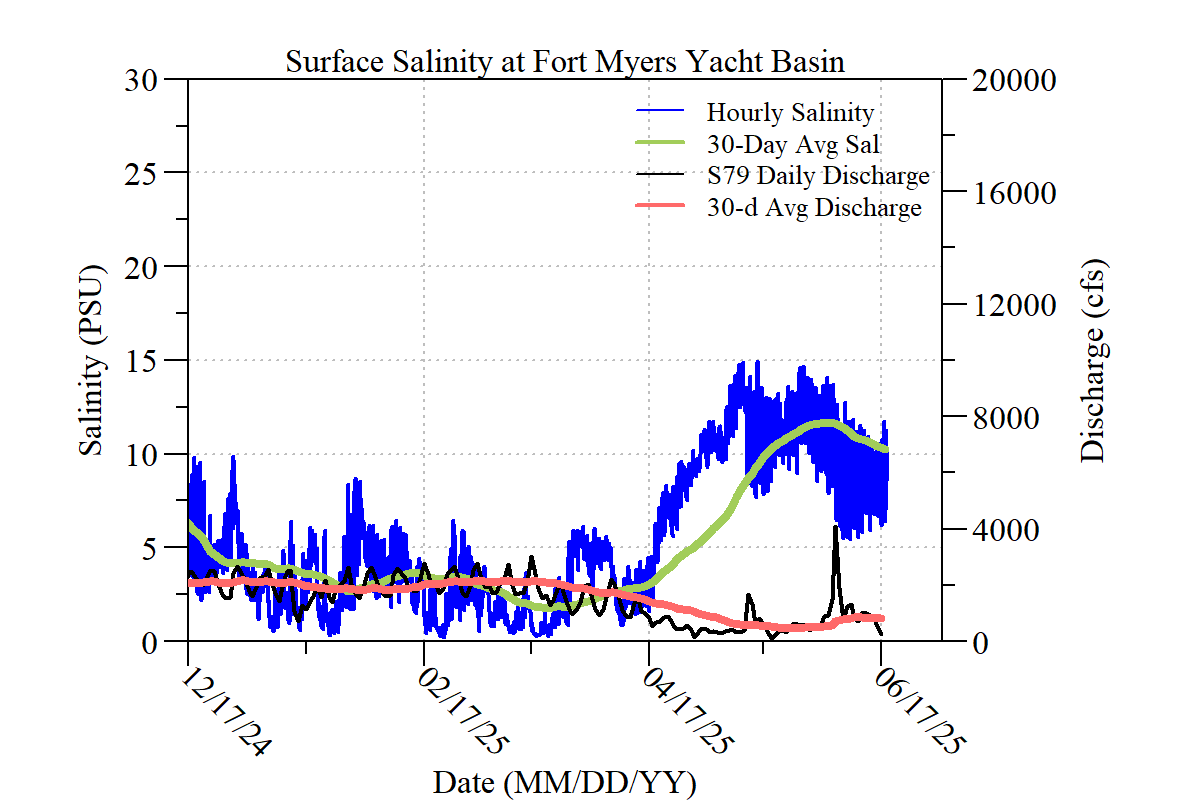 Surface Salinity at Fort Myers Yacht Basin
Hourly Salinity
30-Day Avg Sal
S79 Daily Discharge
30-d Avg Discharge
30
25
20
15
10
5
0
Salinity (PSU)
20000
16000
12000
8000
4000
0
Discharge (cfs)
12/17/24
02/17/25
04/17/25
06/17/25
Date (MM/DD/YY)